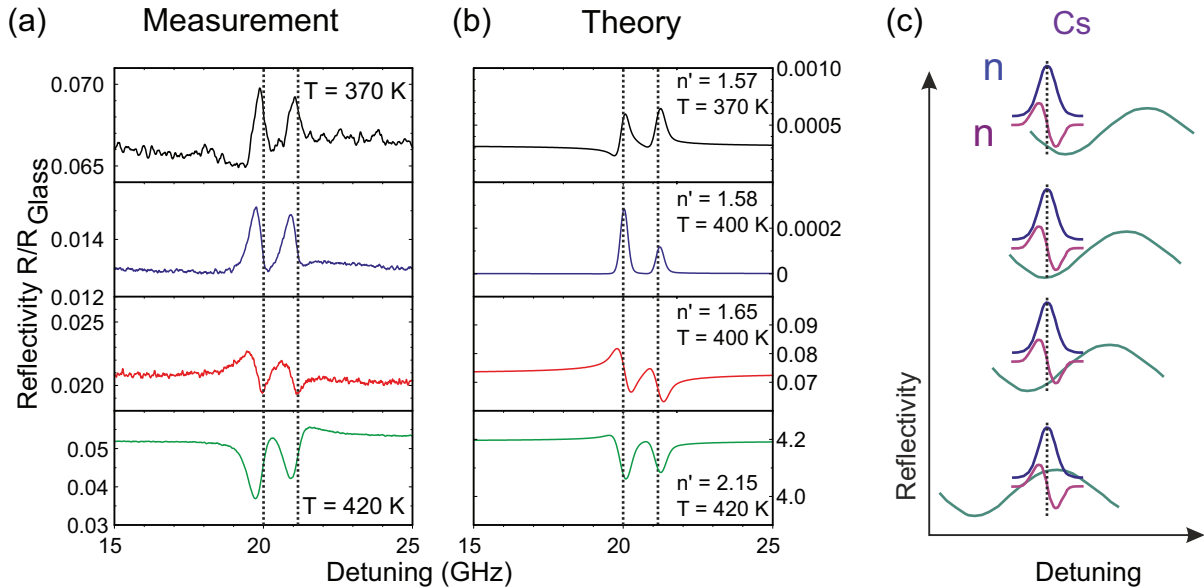 (a) Measurement
(b) Theory
(c) Cs
Reflectivity R/R Glass
0.070
0.065
T = 370 K
0.014
0.012
0.025
0.020
0.05
0.04
0.03
T = 420 K
15 20 25
n' = 1.57
T = 370 K
0.0010
0.0005
n' = 1.58
T = 400 K
0.0002
0
n' = 1.65
T = 400 K
0.09
0.08
0.07
4.2
4.0
n' = 2.15
T = 420 K
15 20 25
Detuning (GHz)
n
n
Reflectivity
Detuning